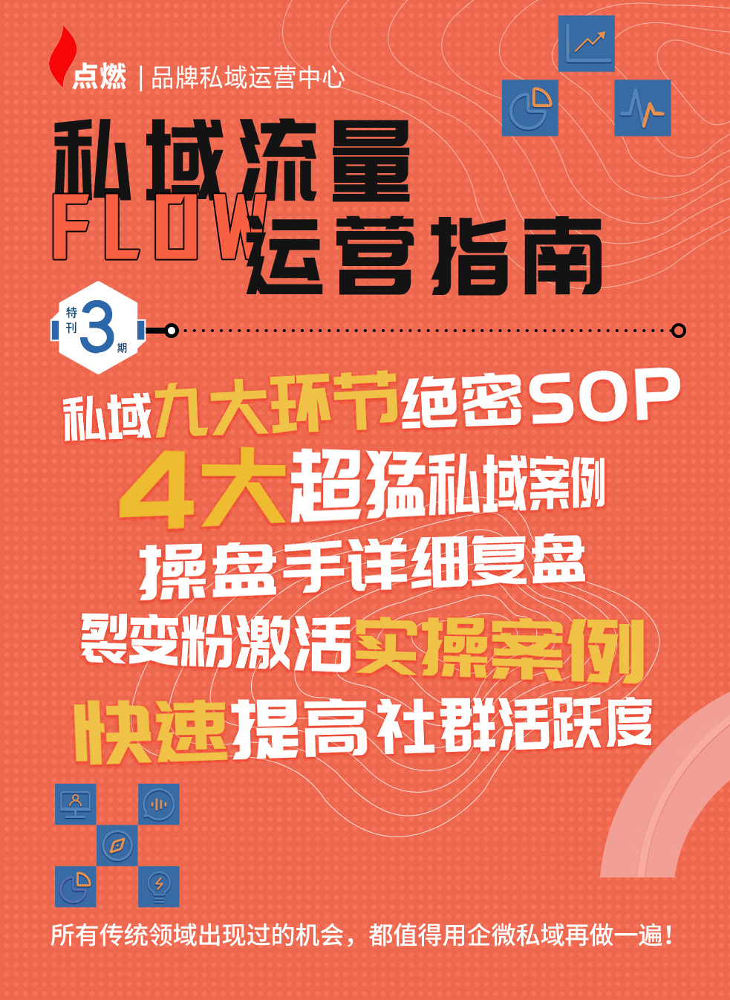 点燃 | 品牌私域运营中心
私域流量
FLOW
运营指南
特刊3期
私域九大环节绝密SOP
4大超猛私域案例
操盘手详细复盘
裂变粉激活实操案例
快速提高社群活跃度
所有传统领域出现过的机会，都值得用企微私域再做一遍！